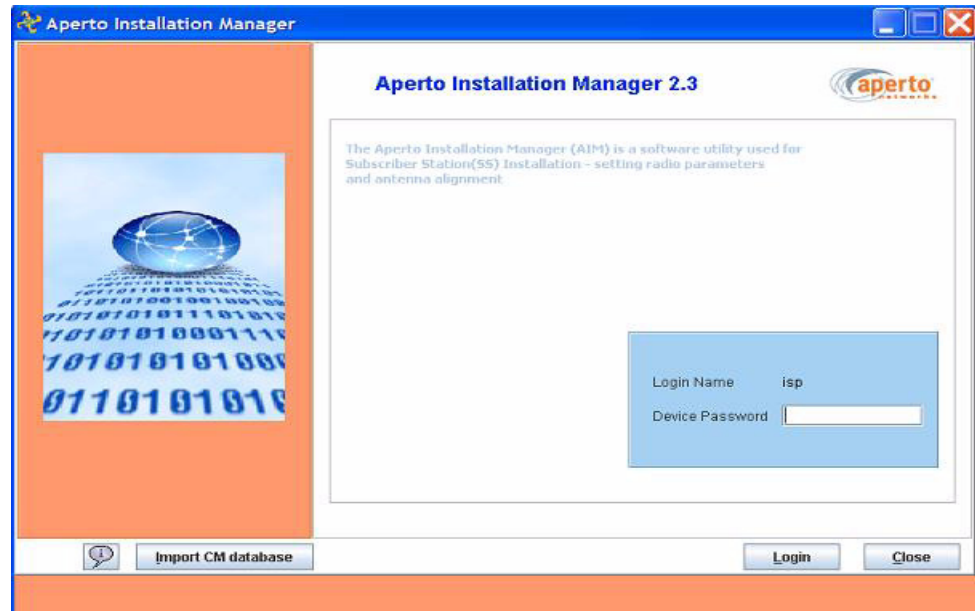 Aperto Installation Manager
Aperto Installation Manager 2.3
aperto
networks
The Aperto Installation Manager (AIM) is a software utility used for
Subscriber Station(SS) Installation - setting radio parameters
and antenna alignment
Login Name isp
Device Password
Import CM database
Login
Close